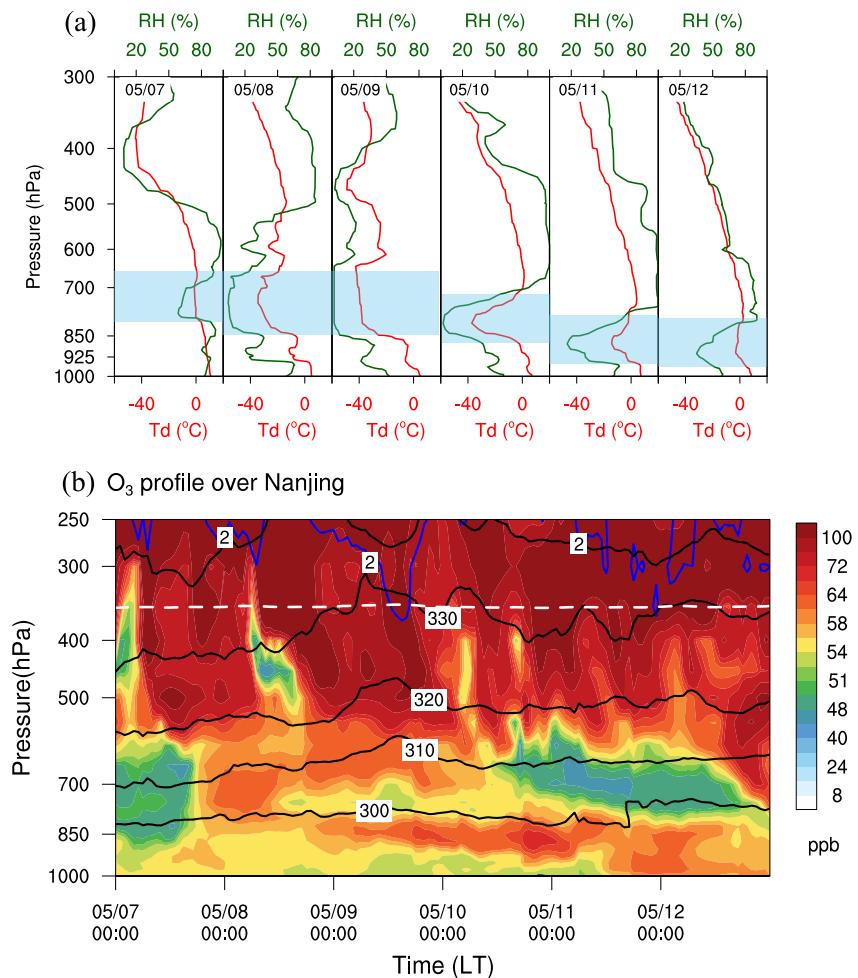 (a)
RH (%) RH (%) RH (%) RH (%) RH (%) RH (%)
20 50 80 20 50 80 20 50 80 20 50 80 20 50 80 20 50 80
300
400
500
600
700
850
925
1000
Pressure (hPa)
05/07 05/08 05/09 05/10 05/11 05/12
-40 0 -40 0 -40 0 -40 0 -40 0 -40 0
Td (°C) Td (°C) Td (°C) Td (°C) Td (°C) Td (°C)
(b) O₃ profile over Nanjing
250
300
400
500
700
850
1000
Pressure(hPa)
2 2 2
330
320
310
300
05/07 05/08 05/09 05/10 05/11 05/12
00:00 00:00 00:00 00:00 00:00 00:00
Time (LT)
100
90
72
64
58
54
51
48
40
24
8
ppb